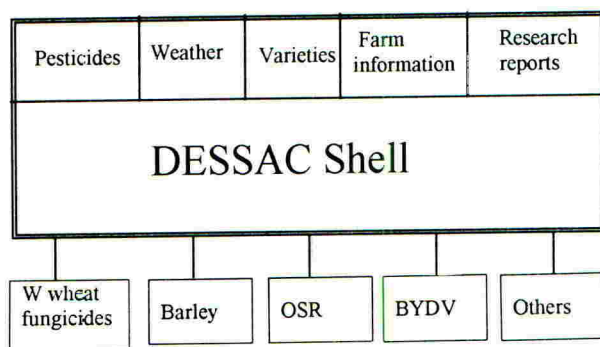 Pesticides
Weather
Varieties
Farm
information
Research
reports
DESSAC Shell
W wheat
fungicides
Barley
OSR
BYDV
Others